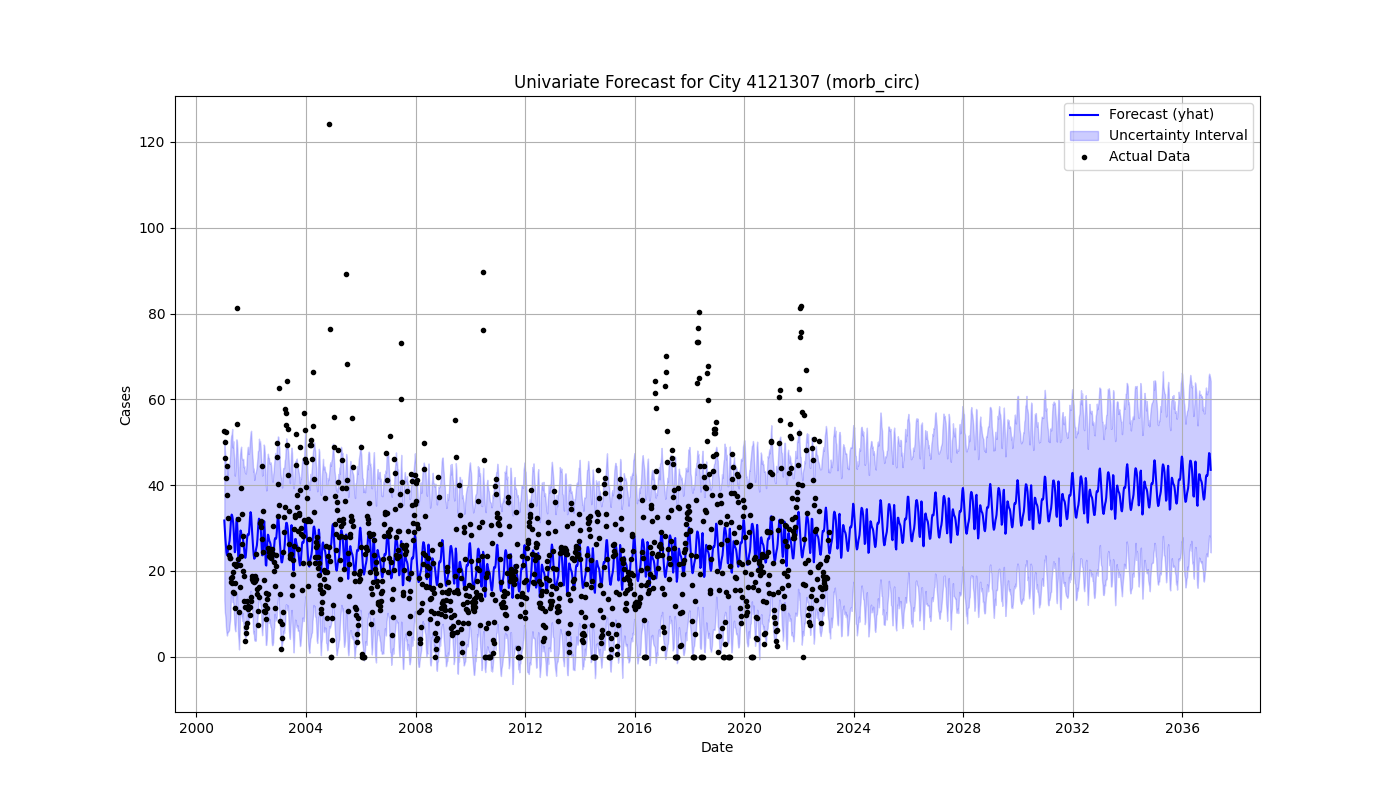 Univariate Forecast for City 4121307 (morb_circ)
Forecast (yhat)
Uncertainty Interval
Actual Data
120
100
80
60
40
20
0
Cases
2000 2004 2008 2012 2016 2020 2024 2028 2032 2036
Date